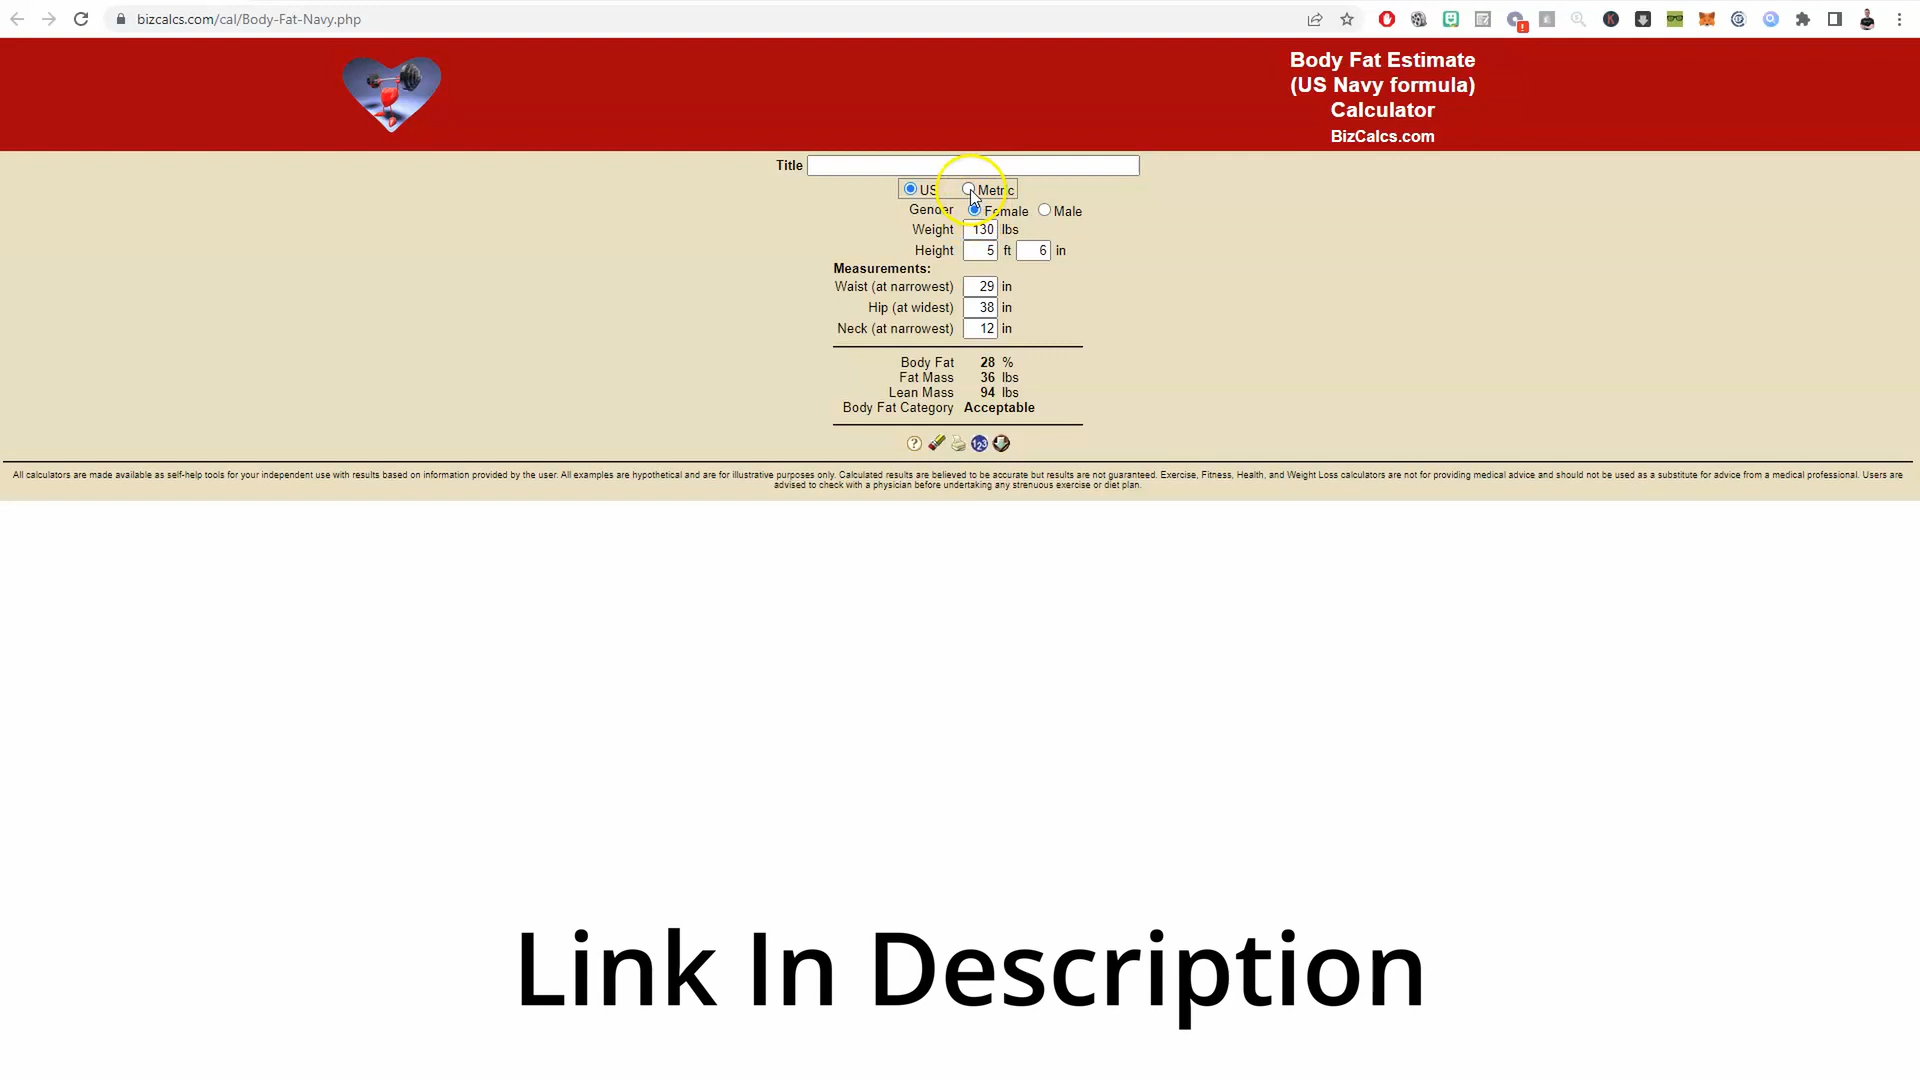 bizcalcs.com/cal/Body-Fat-Navy.php
Body Fat Estimate
(US Navy formula)
Calculator
BizCalcs.com
Title
US Metric
Gender Female Male
Weight 130 lbs
Height 5 ft 6 in
Measurements:
Waist (at narrowest) 29 in
Hip (at widest) 38 in
Neck (at narrowest) 12 in
Body Fat 28 %
Fat Mass 36 lbs
Lean Mass 94 lbs
Body Fat Category Acceptable
? 123
All calculators are made available as self-help tools for your independent use with results based on information provided by the user. All examples are hypothetical and are for illustrative purposes only. Calculated results are believed to be accurate but results are not guaranteed. Exercise, Fitness, Health, and Weight Loss calculators are not for providing medical advice and should not be used as a substitute for advice from a medical professional. Users are
advised to check with a physician before undertaking any strenuous exercise or diet plan.
Link In Description